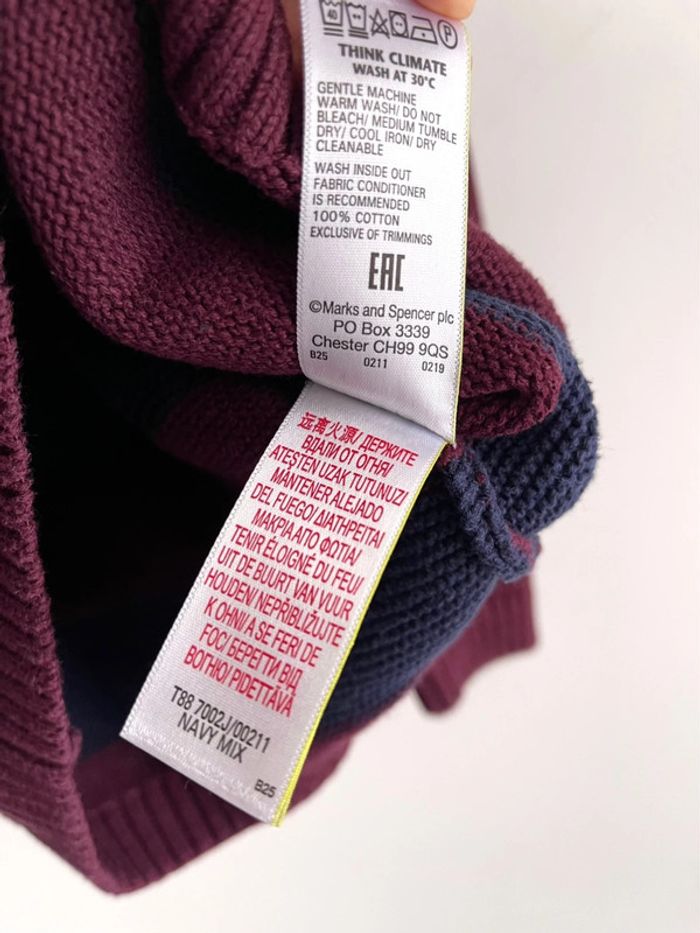 40
P
THINK CLIMATE
WASH AT 30°C
GENTLE MACHINE
WARM WASH/ DO NOT
BLEACH/ MEDIUM TUMBLE
DRY/ COOL IRON/ DRY
CLEANABLE
WASH INSIDE OUT
FABRIC CONDITIONER
IS RECOMMENDED
100% COTTON
EXCLUSIVE OF TRIMMINGS
EAC
©Marks and Spencer plc
PO Box 3339
Chester CH99 9QS
B25 0211 0219
远离火源/ ДЕРЖИТЕ
ВДАЛИ ОТ ОГНЯ/
ATEŞTEN UZAK TUTUNUZ/
MANTENER ALEJADO
DEL FUEGO/ ΔΙΑΤΗΡΕΙΤΑΙ
ΜΑΚΡΙΑ ΑΠΟ ΦΩΤΙΑ/
TENIR ÉLOIGNÉ DU FEU/
UIT DE BUURT VAN VUUR
HOUDEN/ NEPŘIBLIŽUJTE
K OHNI/ A SE FERI DE
FOC/ БЕРЕГТИ ВІД
ВОГНЮ/ PIDETTÄVÄ
T88 7002J/00211
NAVY MIX
B25